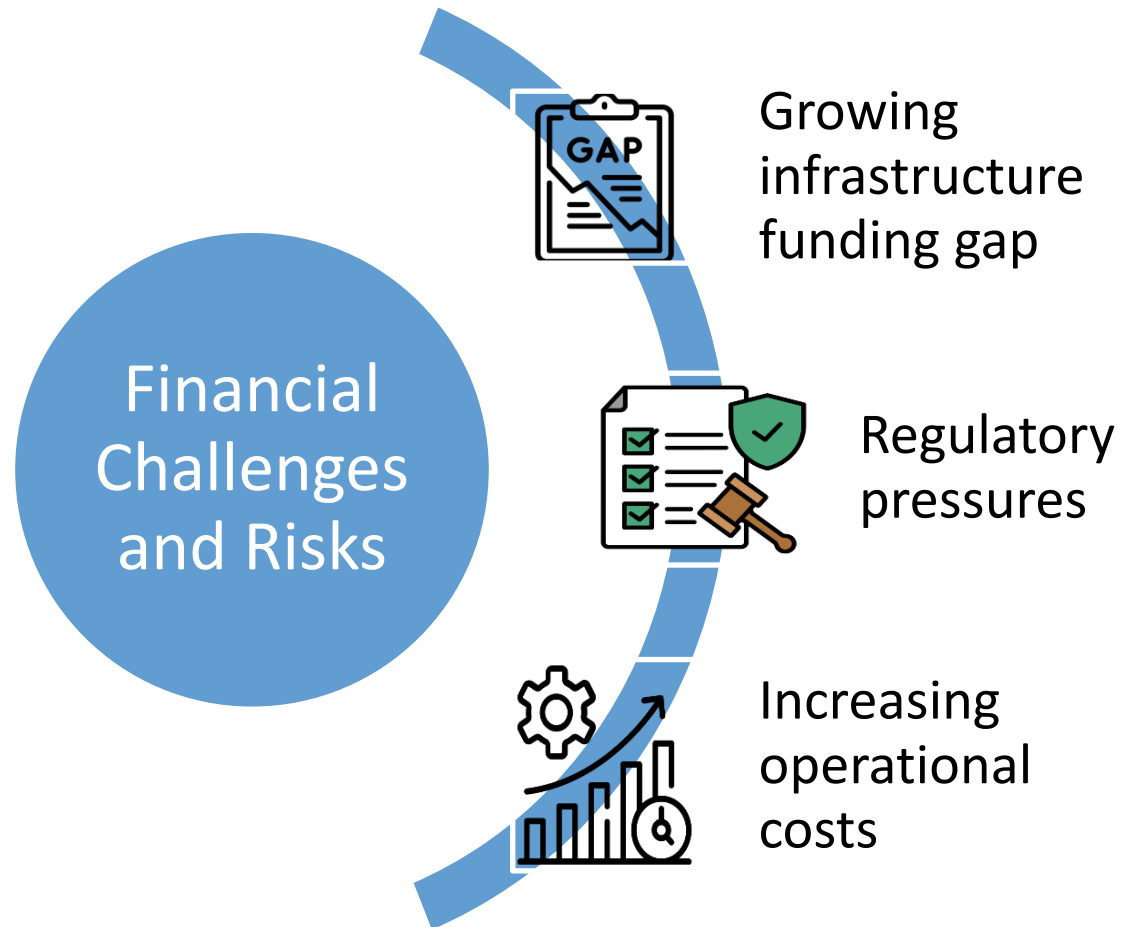 Financial
Challenges
and Risks
GAP
Growing
infrastructure
funding gap
Regulatory
pressures
Increasing
operational
costs